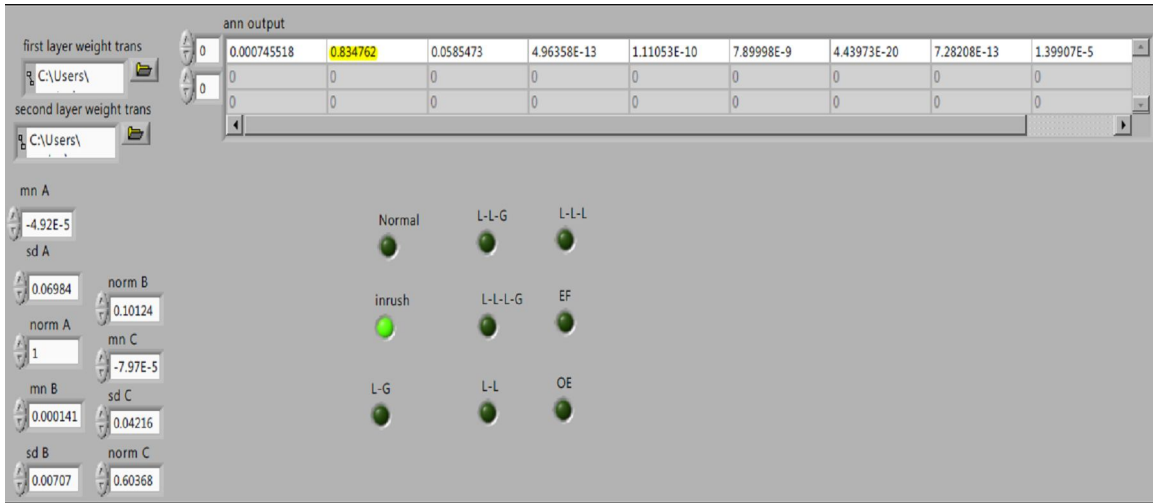 ann output
first layer weight trans
0 0.000745518 0.834762 0.0585473 4.96358E-13 1.11053E-10 7.89998E-9 4.43973E-20 7.28208E-13 1.39907E-5
C:\Users\
0 0 0 0 0 0 0 0 0
0
0 0 0 0 0 0 0 0 0
second layer weight trans
C:\Users\
mn A
-4.92E-5
sd A
0.06984
norm A
1
mn B
0.000141
sd B
0.00707
norm B
0.10124
mn C
-7.97E-5
sd C
0.04216
norm C
0.60368
Normal L-L-G L-L-L
inrush L-L-L-G EF
L-G L-L OE